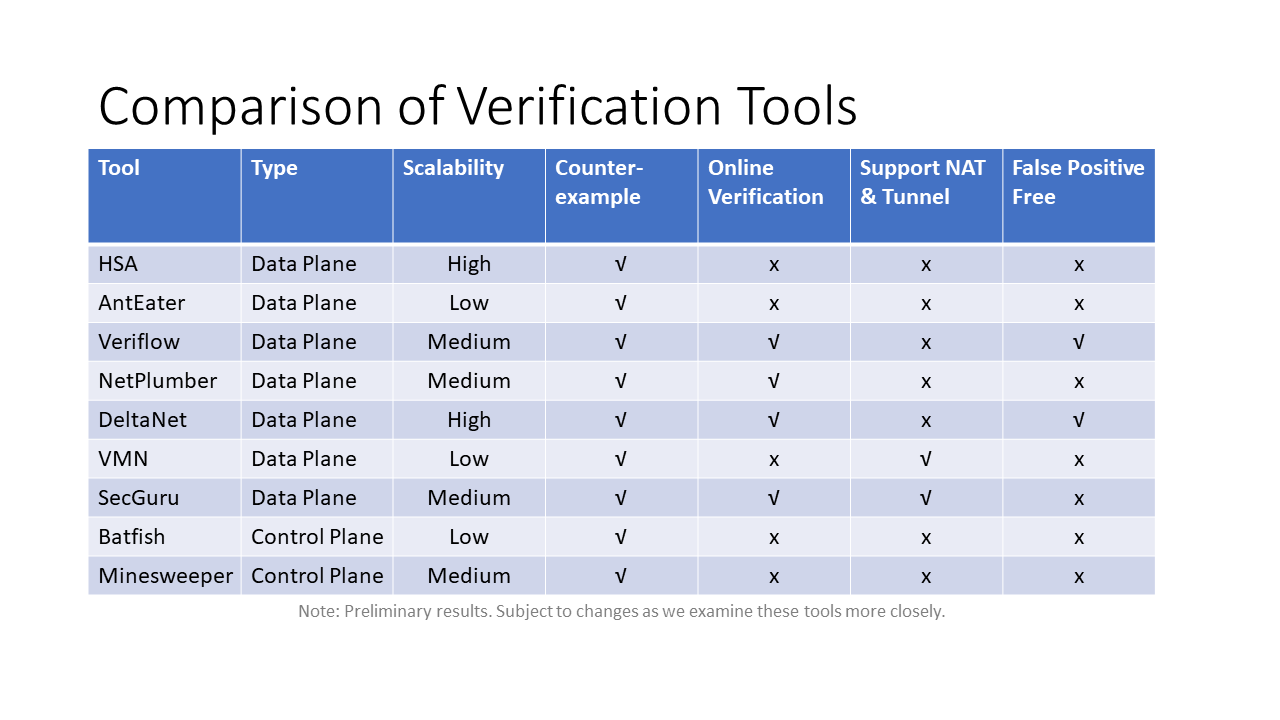 Comparison of Verification Tools
Tool Type Scalability Counter- Online Support NAT False Positive
example Verification & Tunnel Free
HSA Data Plane High √ x x x
AntEater Data Plane Low √ x x x
Veriflow Data Plane Medium √ √ x √
NetPlumber Data Plane Medium √ √ x x
DeltaNet Data Plane High √ √ x √
VMN Data Plane Low √ x √ x
SecGuru Data Plane Medium √ √ √ x
Batfish Control Plane Low √ x x x
Minesweeper Control Plane Medium √ x x x
Note: Preliminary results. Subject to changes as we examine these tools more closely.